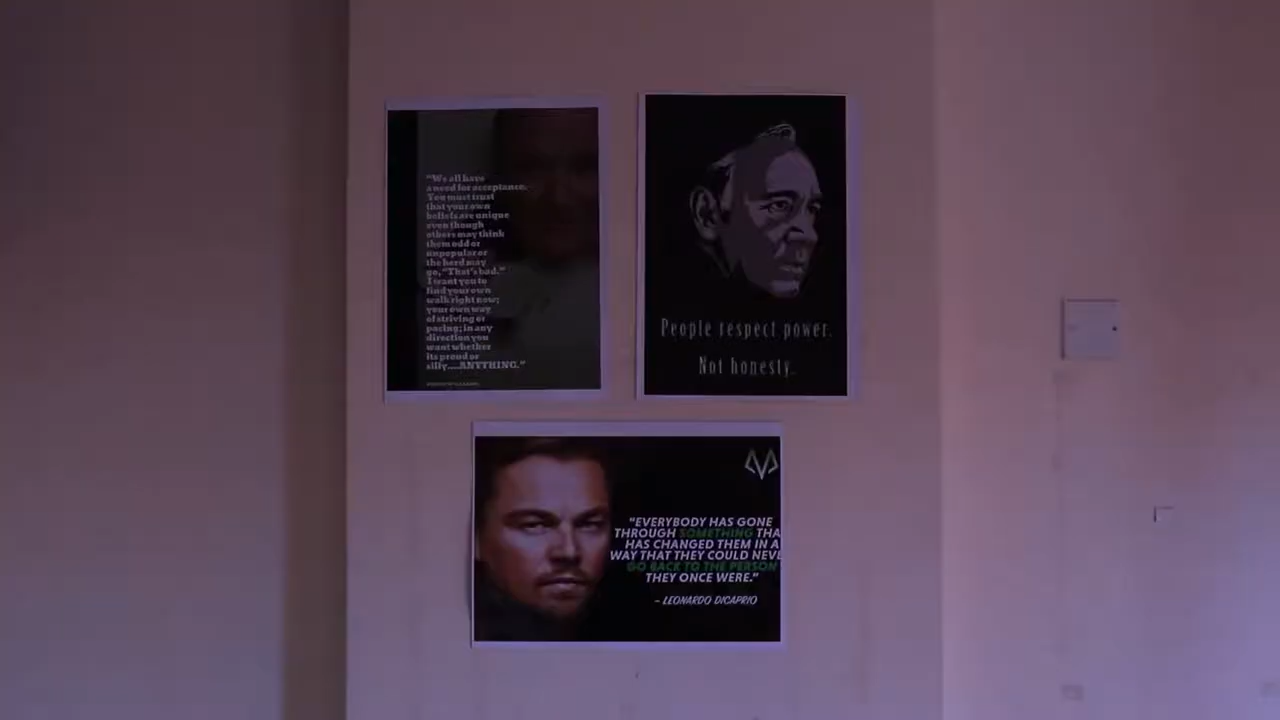 "We all have
a need for acceptance.
You must trust
that your own
beliefs are unique
even though
others may think
them odd or
unpopular or
the herd may
go, "That's bad."
I want you to
find your own
walk right now;
your own way
of striving or
pacing; in any
direction you
want whether
its proud or
silly....ANYTHING."
People respect power.
Not honesty.
"EVERYBODY HAS GONE
THROUGH SOMETHING THA
HAS CHANGED THEM IN A
WAY THAT THEY COULD NEVE
GO BACK TO THE PERSON
THEY ONCE WERE."
– LEONARDO DICAPRIO